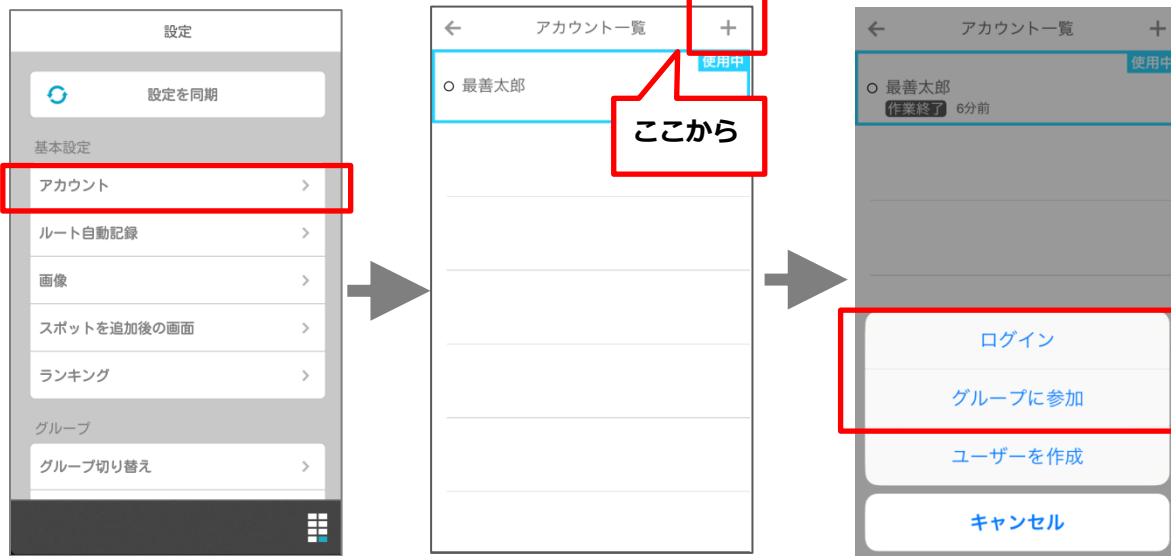 設定
設定を同期
基本設定
アカウント
ルート自動記録
画像
スポットを追加後の画面
ランキング
グループ
グループ切り替え
アカウント一覧
使用中
最善太郎
ここから
アカウント一覧
使用中
最善太郎
作業終了 6分前
ログイン
グループに参加
ユーザーを作成
キャンセル